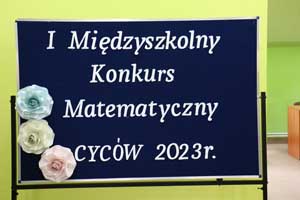 I Międzyszkolny
Konkurs
Matematyczny
CYCÓW 2023r.